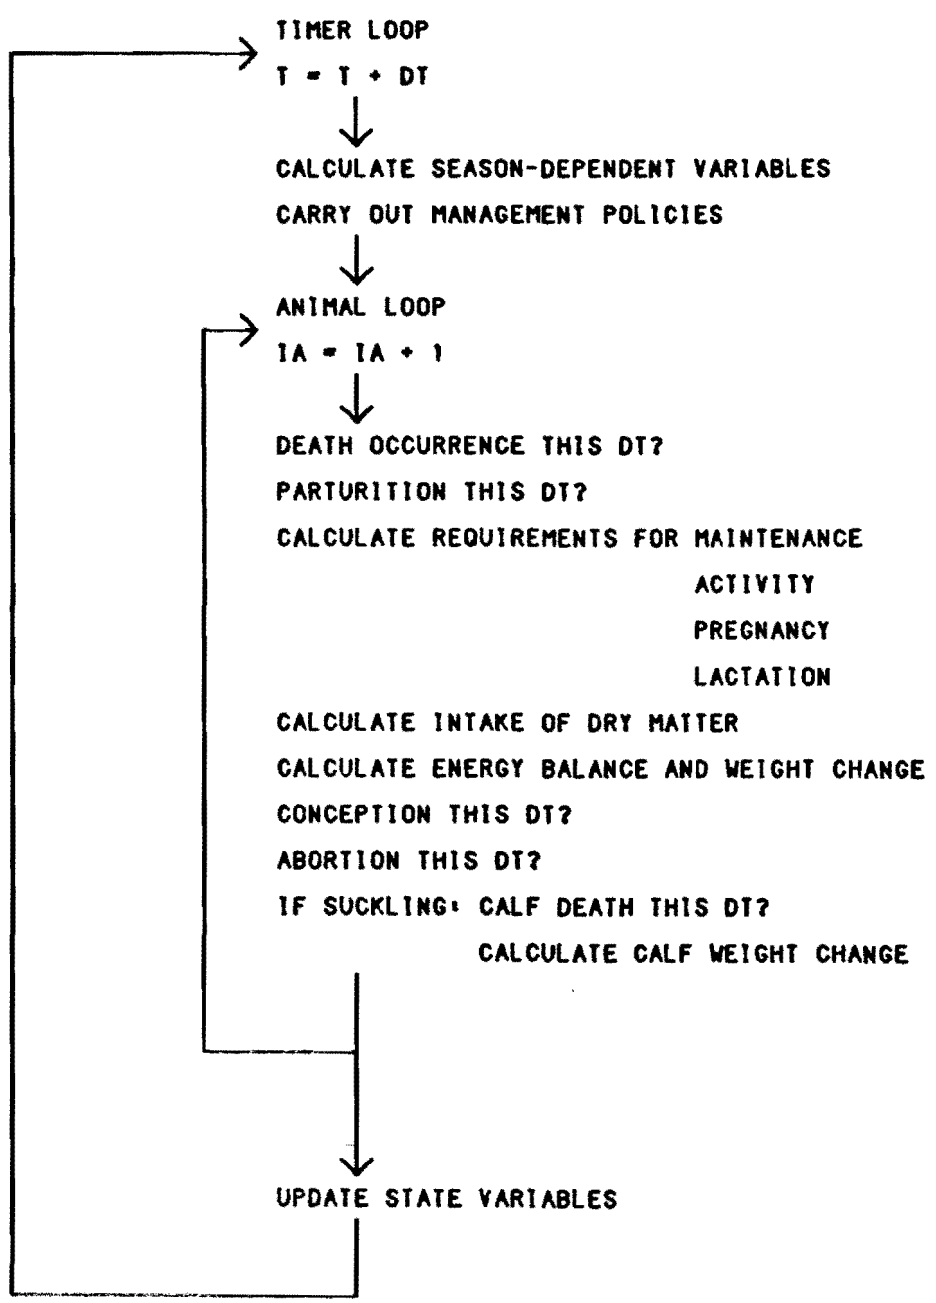 TIMER LOOP
T = T + DT
CALCULATE SEASON-DEPENDENT VARIABLES
CARRY OUT MANAGEMENT POLICIES
ANIMAL LOOP
IA = IA + 1
DEATH OCCURRENCE THIS DT?
PARTURITION THIS DT?
CALCULATE REQUIREMENTS FOR MAINTENANCE
ACTIVITY
PREGNANCY
LACTATION
CALCULATE INTAKE OF DRY MATTER
CALCULATE ENERGY BALANCE AND WEIGHT CHANGE
CONCEPTION THIS DT?
ABORTION THIS DT?
IF SUCKLING: CALF DEATH THIS DT?
CALCULATE CALF WEIGHT CHANGE
UPDATE STATE VARIABLES